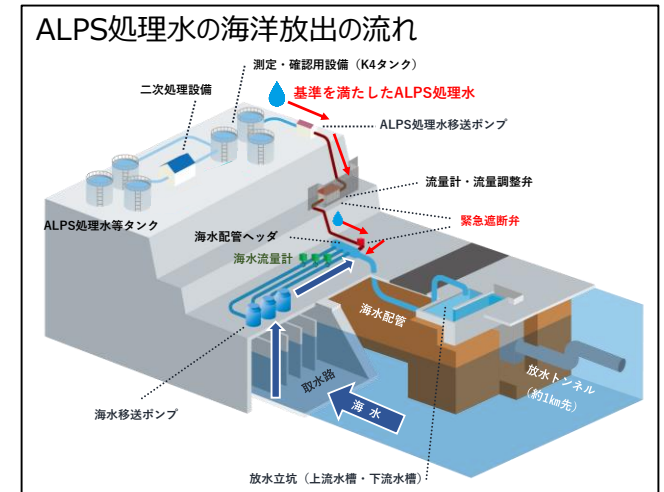 ALPS処理水の海洋放出の流れ
測定・確認用設備（K4タンク）
二次処理設備
基準を満たしたALPS処理水
ALPS処理水移送ポンプ
流量計・流量調整弁
ALPS処理水等タンク
緊急遮断弁
海水配管ヘッダ
海水流量計
海水配管
取水路
放水トンネル
（約1km先）
海水移送ポンプ
海 水
放水立坑（上流水槽・下流水槽）